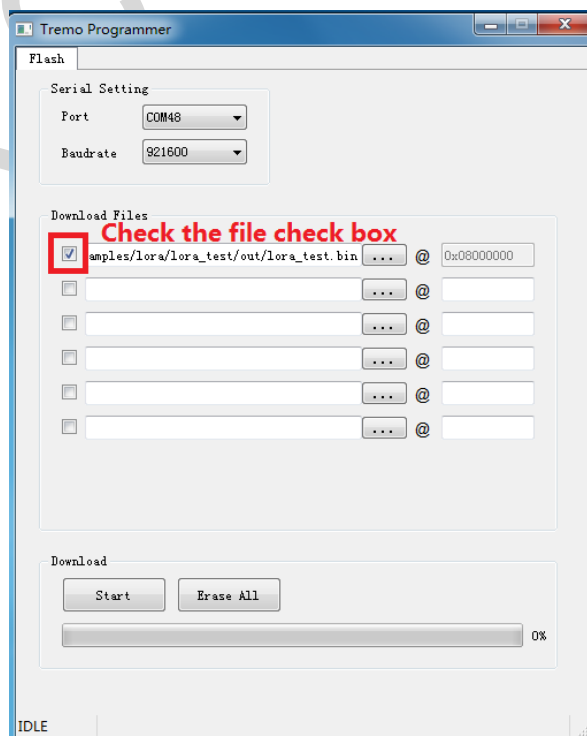 Tremo Programmer
Flash
Serial Setting
Port COM48
Baudrate 921600
Download Files
Check the file check box
amples/lora/lora_test/out/lora_test.bin ... @ 0x08000000
... @
... @
... @
... @
... @
Download
Start Erase All
0%
IDLE